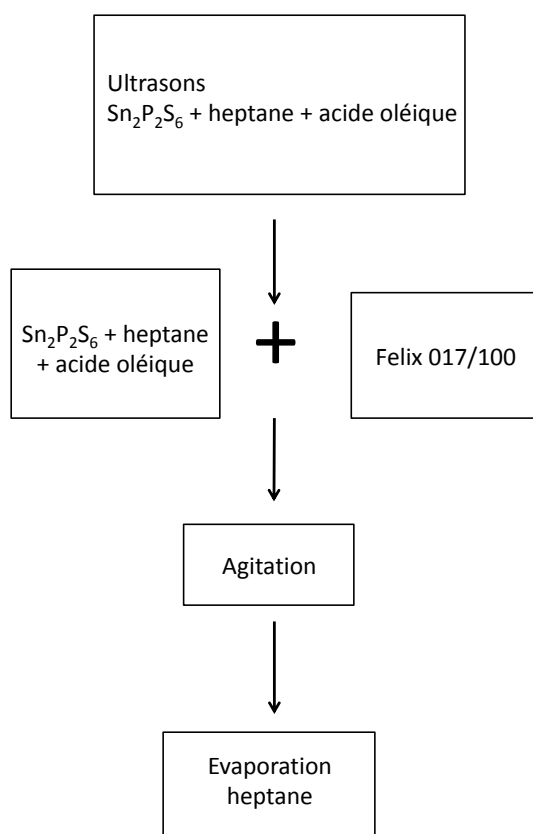 Ultrasons
Sn₂P₂S₆ + heptane + acide oléique
Sn₂P₂S₆ + heptane
+ acide oléique
+
Felix 017/100
Agitation
Evaporation
heptane